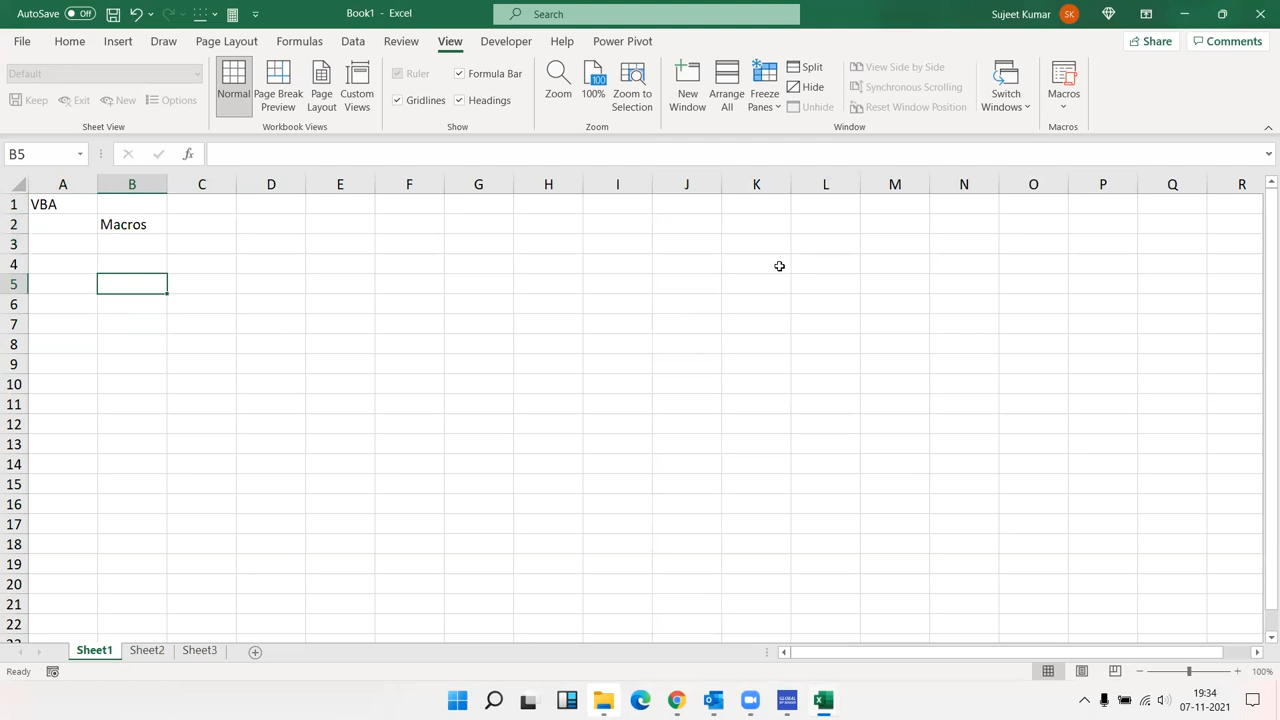 AutoSave Off Book1 - Excel Search Sujeet Kumar SK
File Home Insert Draw Page Layout Formulas Data Review View Developer Help Power Pivot Share Comments
Default
Keep Exit New Options
Sheet View
Normal Page Break Preview Page Layout Custom Views
Workbook Views
Ruler Formula Bar
Gridlines Headings
Show
Zoom 100 100% Zoom to Selection
Zoom
New Window Arrange All Freeze Panes
Split
Hide
Unhide
View Side by Side
Synchronous Scrolling
Reset Window Position
Switch Windows
Window
Macros
Macros
B5 fx
A B C D E F G H I J K L M N O P Q R
1 VBA
2 Macros
3
4
5
6
7
8
9
10
11
12
13
14
15
16
17
18
19
20
21
22
Sheet1 Sheet2 Sheet3
Ready 100%
19:34
07-11-2021